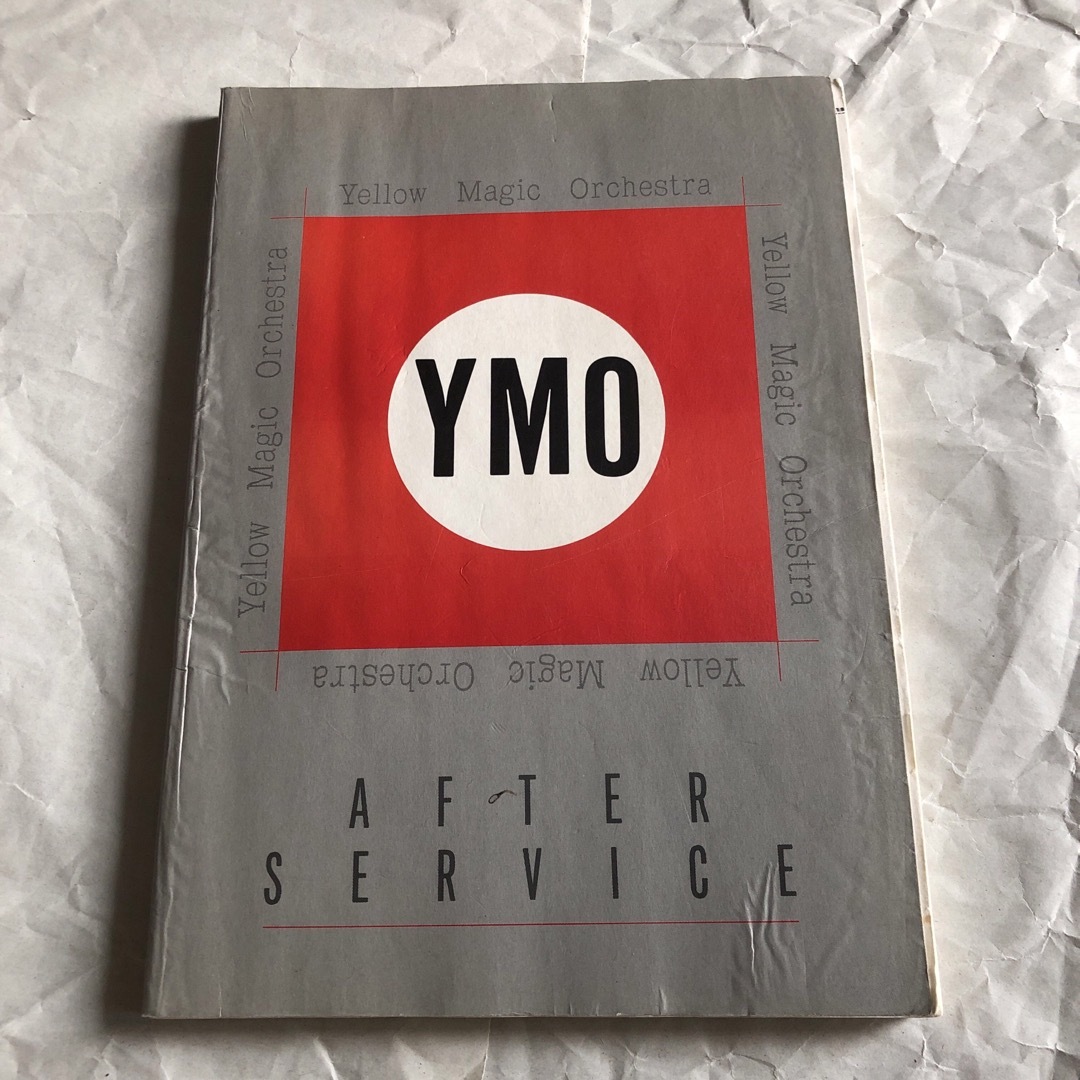 Yellow Magic Orchestra
Yellow Magic Orchestra
Yellow Magic Orchestra
YMO
Yellow Magic Orchestra
AFTER
SERVICE